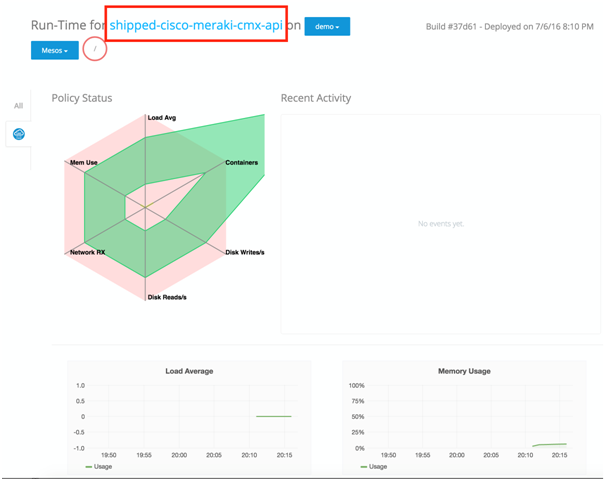 Run-Time for shipped-cisco-meraki-cmx-api on demo
Build #37d61 - Deployed on 7/6/16 8:10 PM
Mesos /
All
Policy Status
Recent Activity
Load Avg
Mem Use
Containers
No events yet.
Network RX
Disk Writes/s
Disk Reads/s
Load Average
1.0
0.5
0
-0.5
-1.0
19:50 19:55 20:00 20:05 20:10 20:15
Usage
Memory Usage
100%
75%
50%
25%
0%
19:50 19:55 20:00 20:05 20:10 20:15
Usage